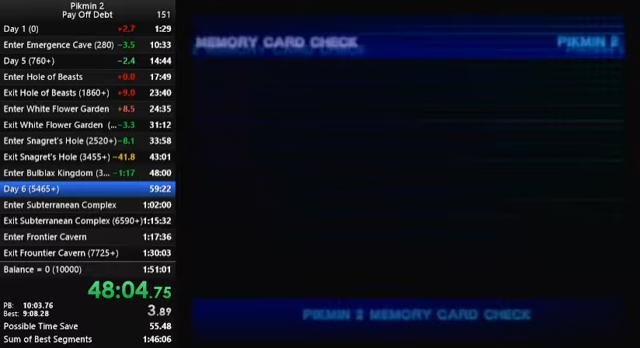 Pikmin 2
Pay Off Debt 151
Day 1 (0) +2.7 1:29
Enter Emergence Cave (280) −3.5 10:33
Day 5 (760+) −2.4 14:44
Enter Hole of Beasts +0.0 17:49
Exit Hole of Beasts (1860+) +9.0 23:40
Enter White Flower Garden +8.5 24:35
Exit White Flower Garden (... −3.3 31:12
Enter Snagret's Hole (2520+) −8.1 33:58
Exit Snagret's Hole (3455+) −41.8 43:01
Enter Bulblax Kingdom (3... −1:17 48:00
Day 6 (5465+) 59:22
Enter Subterranean Complex 1:02:00
Exit Subterranean Complex (6590+) 1:15:32
Enter Frontier Cavern 1:17:36
Exit Frountier Cavern (7725+) 1:30:03
Balance = 0 (10000) 1:51:01
48:04.75
PB: 10:03.76
Best: 9:08.28
3.89
Possible Time Save 55.48
Sum of Best Segments 1:46:06
MEMORY CARD CHECK PIKMIN 2
PIKMIN 2 MEMORY CARD CHECK